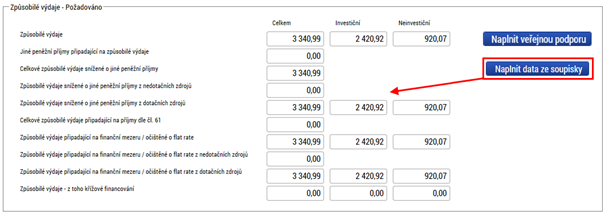 Způsobilé výdaje - Požadováno
Celkem Investiční Neinvestiční
Způsobilé výdaje 3 340,99 2 420,92 920,07 Naplnit veřejnou podporu
Jiné peněžní příjmy připadající na způsobilé výdaje 0,00
Celkové způsobilé výdaje snížené o jiné peněžní příjmy 3 340,99 Naplnit data ze soupisky
Způsobilé výdaje snížené o jiné peněžní příjmy z nedotačních zdrojů 0,00
Způsobilé výdaje snížené o jiné peněžní příjmy z dotačních zdrojů 3 340,99 2 420,92 920,07
Celkové způsobilé výdaje připadající na příjmy dle čl. 61 0,00
Způsobilé výdaje připadající na finanční mezeru / očištěné o flat rate 3 340,99 2 420,92 920,07
Způsobilé výdaje připadající na finanční mezeru / očištěné o flat rate z nedotačních zdrojů 0,00
Způsobilé výdaje připadající na finanční mezeru / očištěné o flat rate z dotačních zdrojů 3 340,99 2 420,92 920,07
Způsobilé výdaje - z toho křížové financování 0,00 0,00 0,00